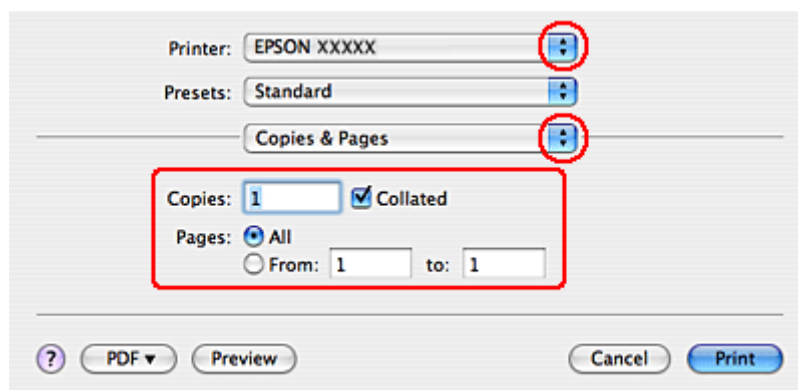 Printer: EPSON XXXXX
Presets: Standard
Copies & Pages
Copies: 1 Collated
Pages: All
From: 1 to: 1
? PDF Preview Cancel Print